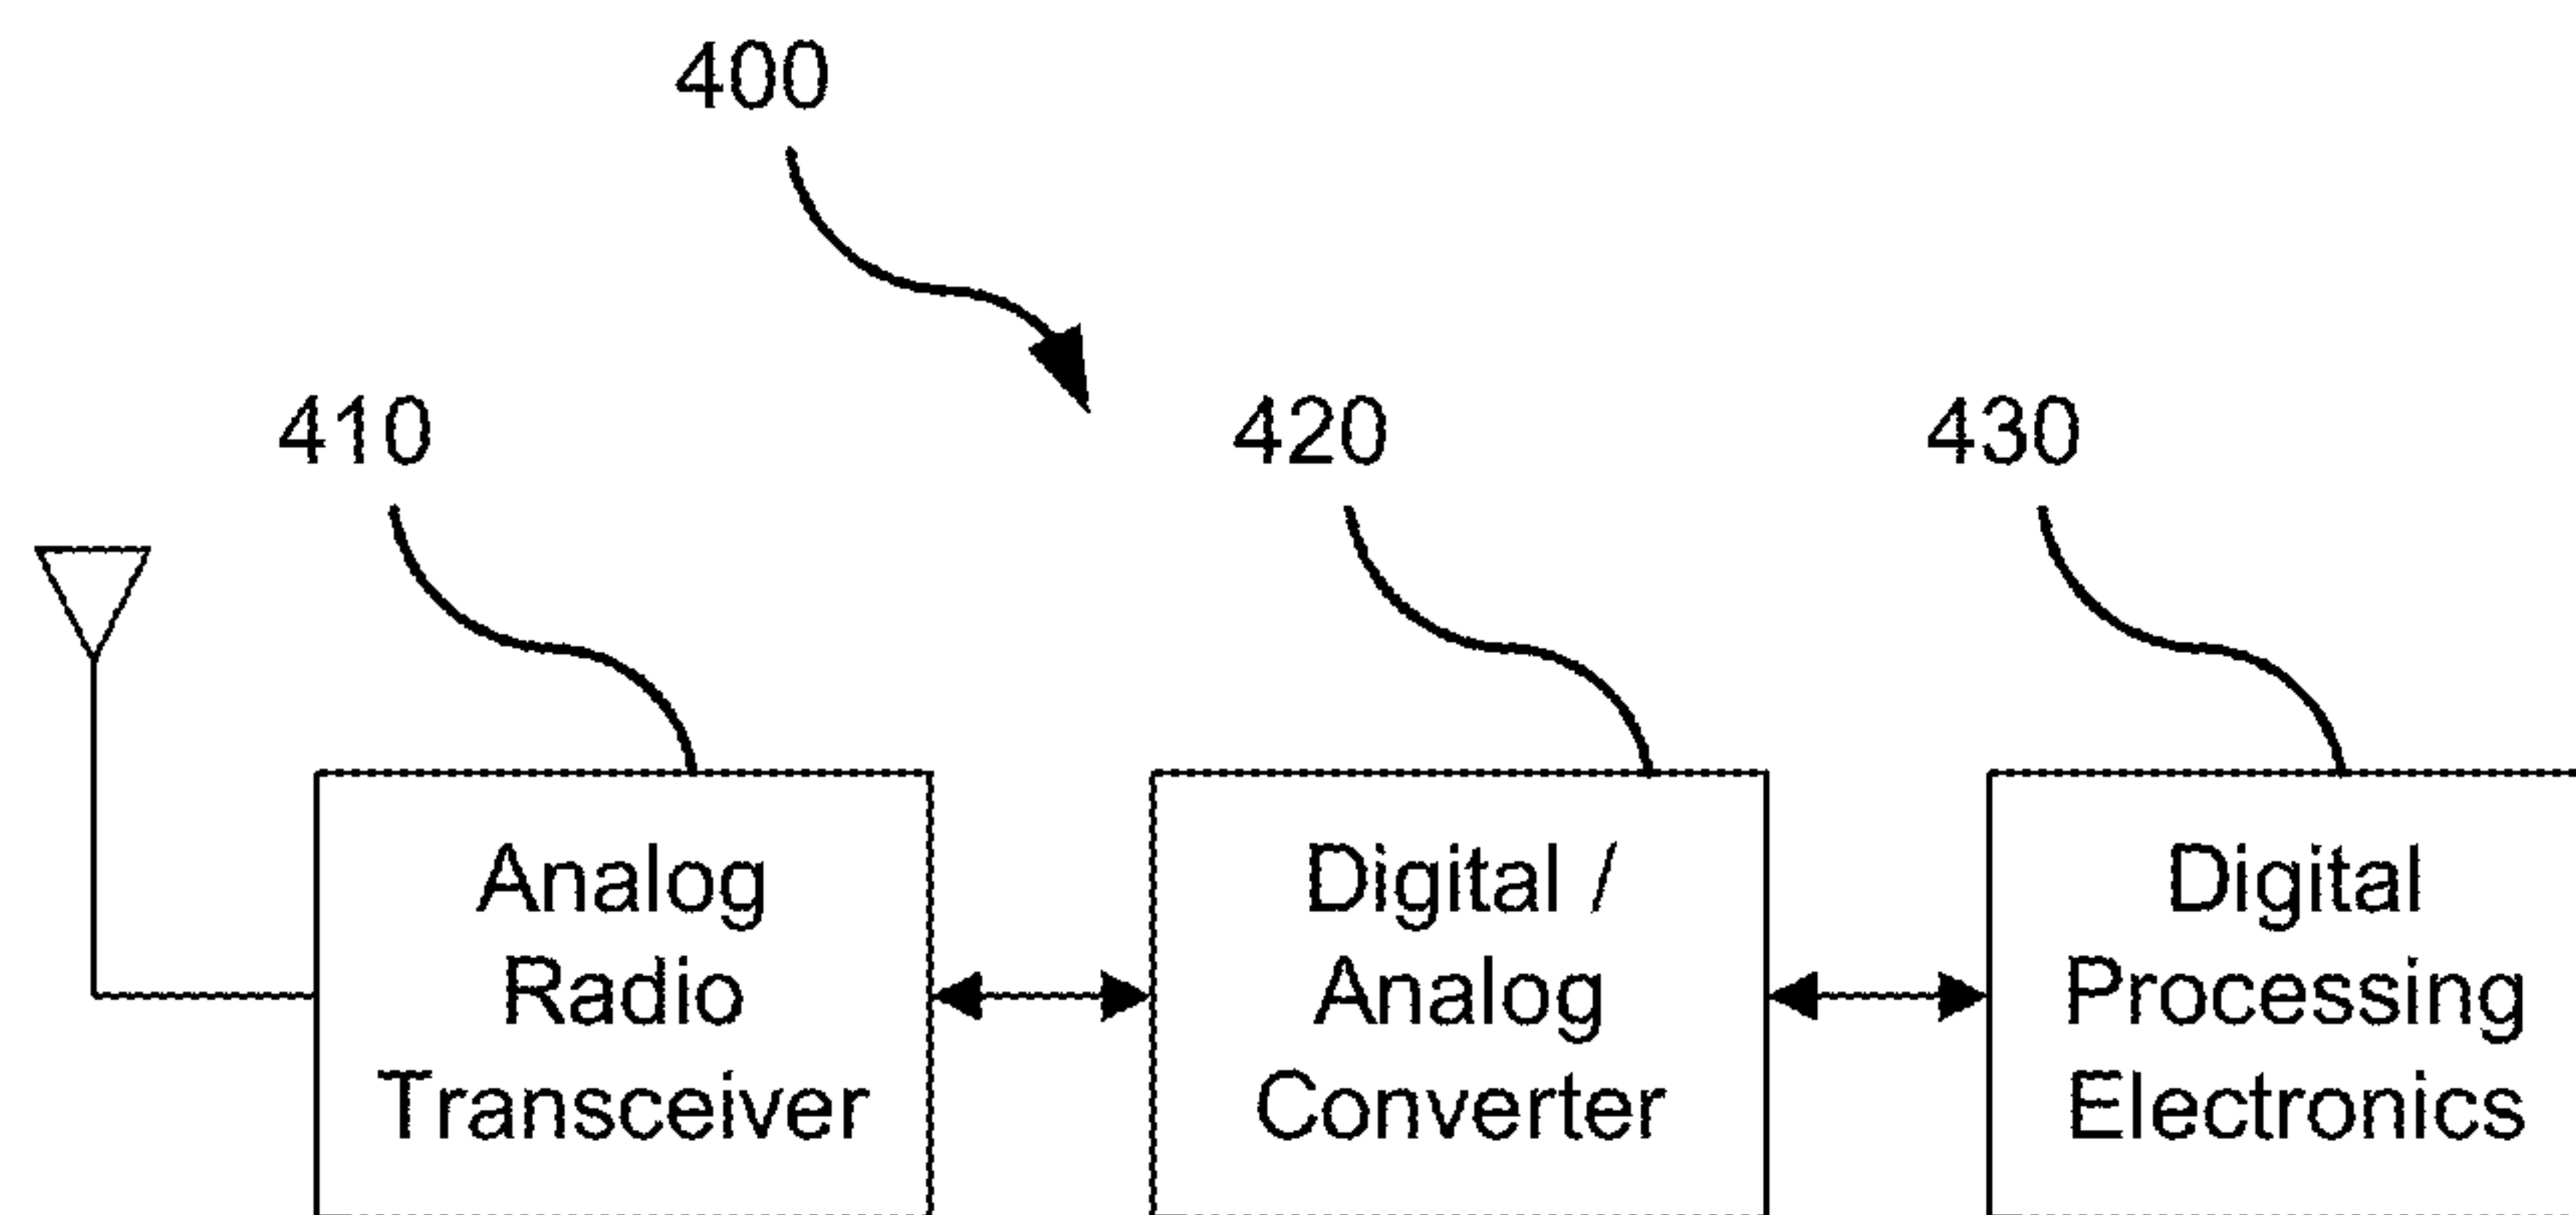 400
410
420
430
Analog
Radio
Transceiver
Digital /
Analog
Converter
Digital
Processing
Electronics